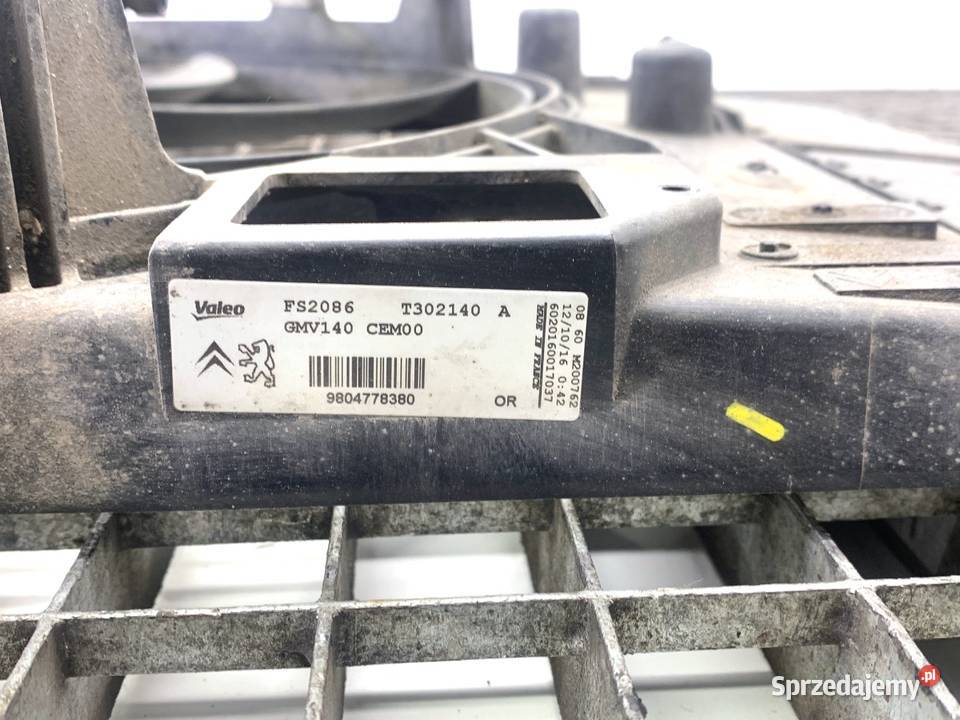 Valeo FS2086 T302140 A
GMV140 CEM00
9804778380
OR
MADE IN FRANCE
12/10/16 0:42
08 60 M200762
6020160017037
Sprzedajemy.pl